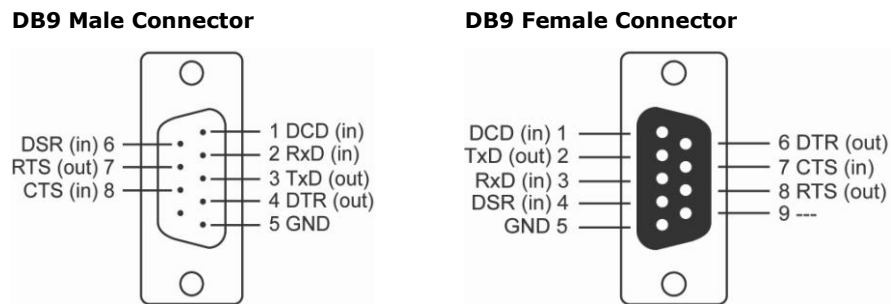 DB9 Male Connector
DSR (in) 6
RTS (out) 7
CTS (in) 8
1 DCD (in)
2 RxD (in)
3 TxD (out)
4 DTR (out)
5 GND
DB9 Female Connector
DCD (in) 1
TxD (out) 2
RxD (in) 3
DSR (in) 4
GND 5
6 DTR (out)
7 CTS (in)
8 RTS (out)
9 ---